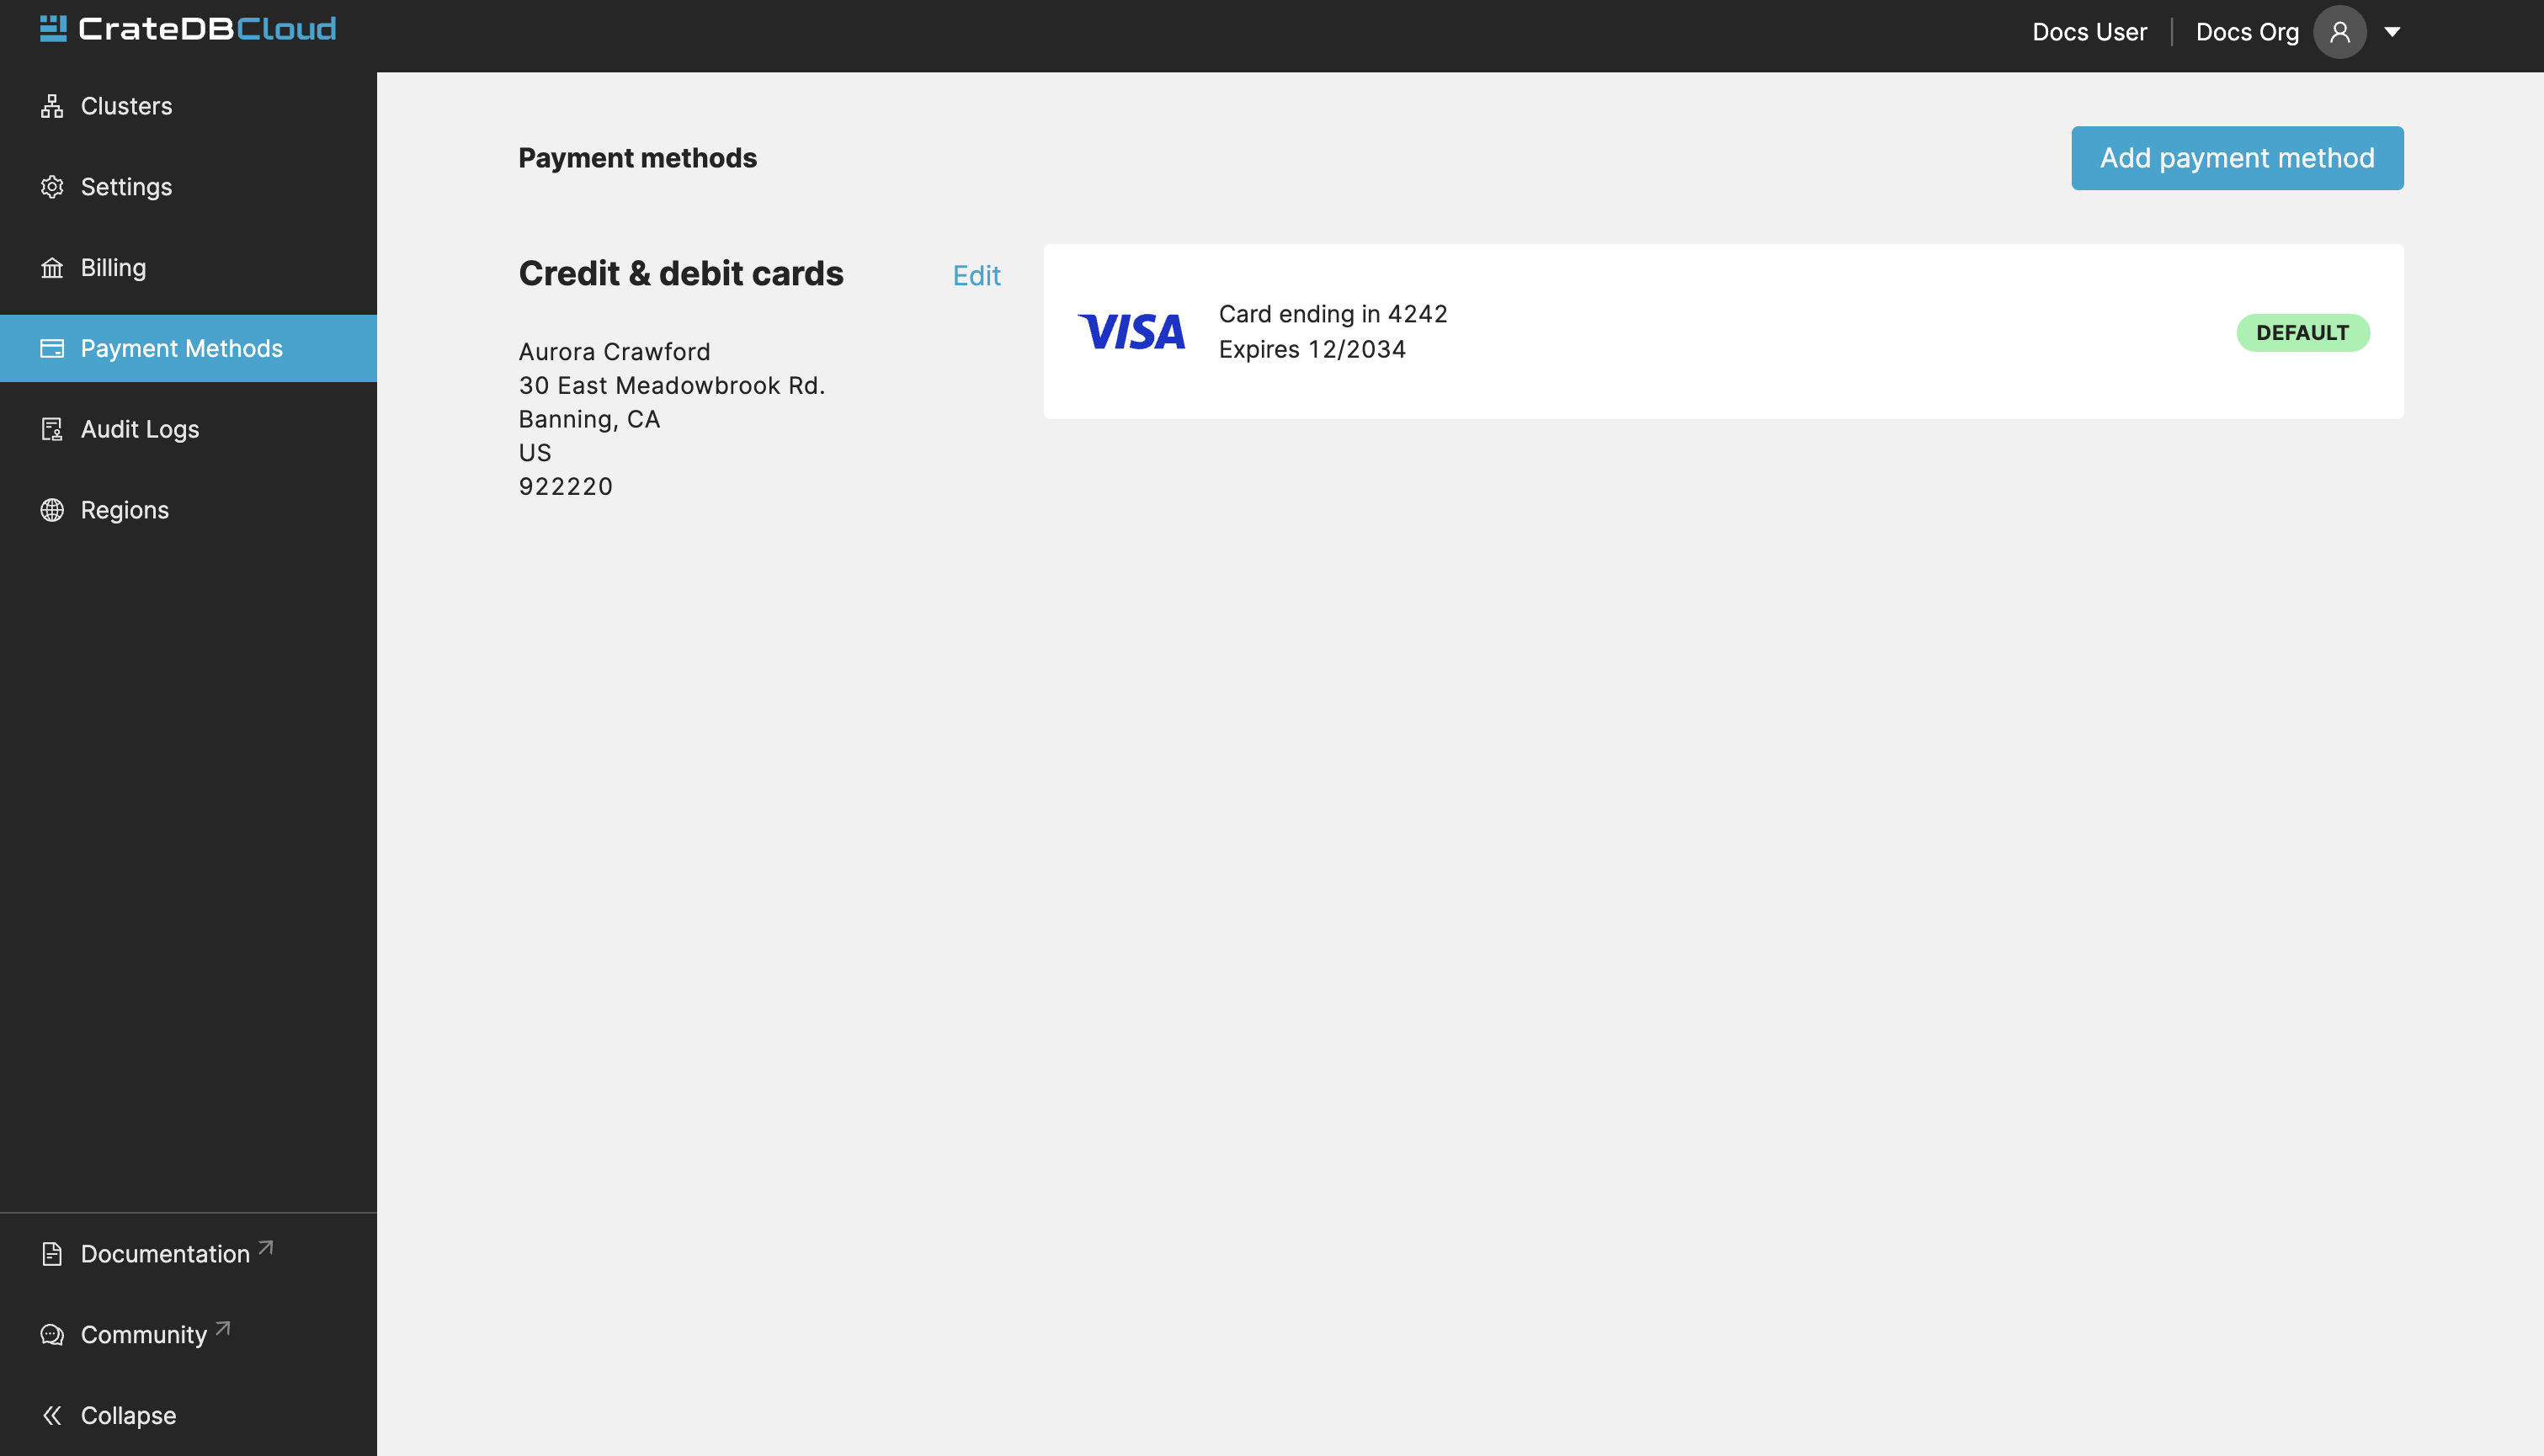 CrateDBCloud
Docs User
Docs Org
Clusters
Settings
Billing
Payment Methods
Audit Logs
Regions
Documentation
Community
Collapse
Payment methods
Add payment method
Credit & debit cards
Edit
Aurora Crawford
30 East Meadowbrook Rd.
Banning, CA
US
922220
VISA
Card ending in 4242
Expires 12/2034
DEFAULT